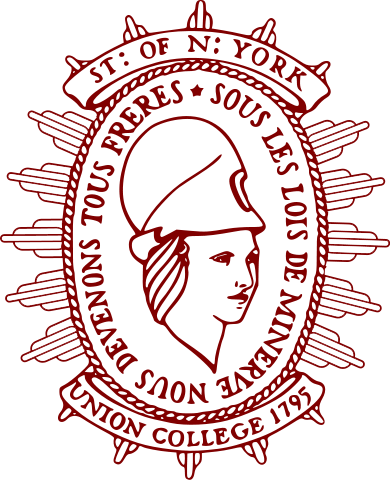 ST: OF N: YORK
SOUS LES LOIS DE MINERVE NOUS DEVENONS TOUS FRERES ★
UNION COLLEGE 1795